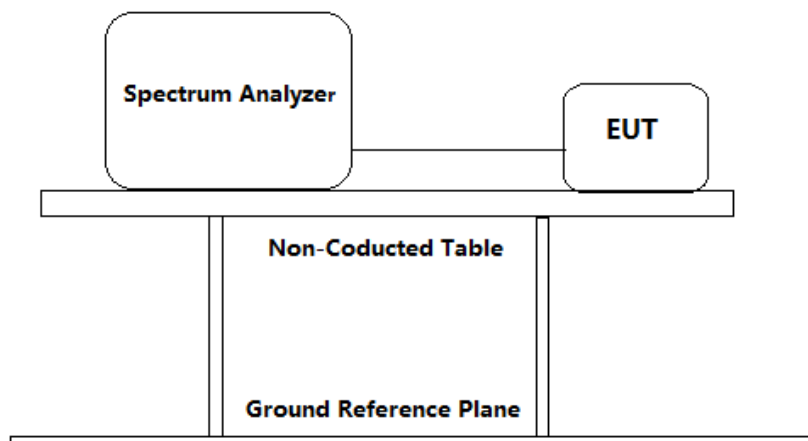 Spectrum Analyzer
EUT
Non-Coducted Table
Ground Reference Plane